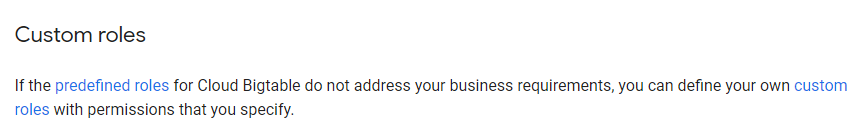 Custom roles
If the predefined roles for Cloud Bigtable do not address your business requirements, you can define your own custom
roles with permissions that you specify.